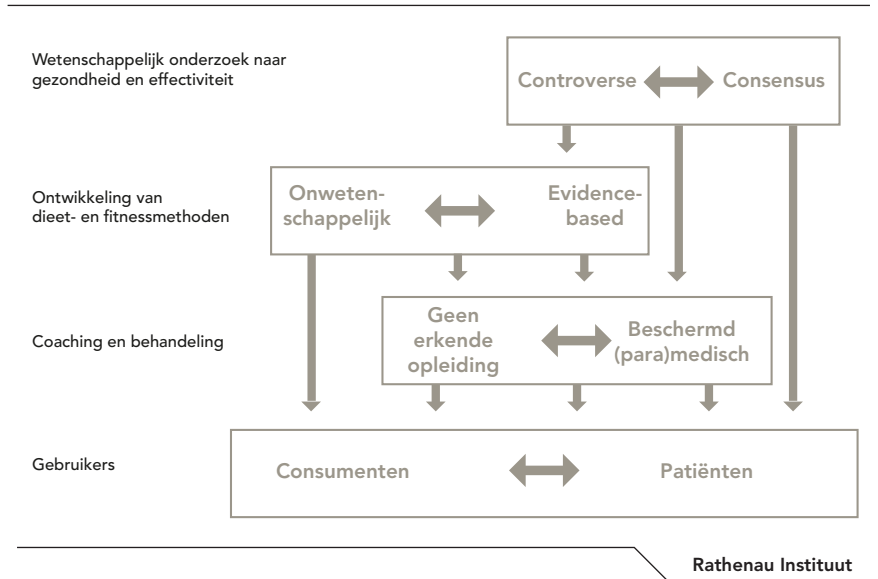 Wetenschappelijk onderzoek naar
gezondheid en effectiviteit
Controverse
Consensus
Ontwikkeling van
dieet- en fitnessmethoden
Onweten-
schappelijk
Evidence-
based
Coaching en behandeling
Geen
erkende
opleiding
Beschermd
(para)medisch
Gebruikers
Consumenten
Patiënten
Rathenau Instituut